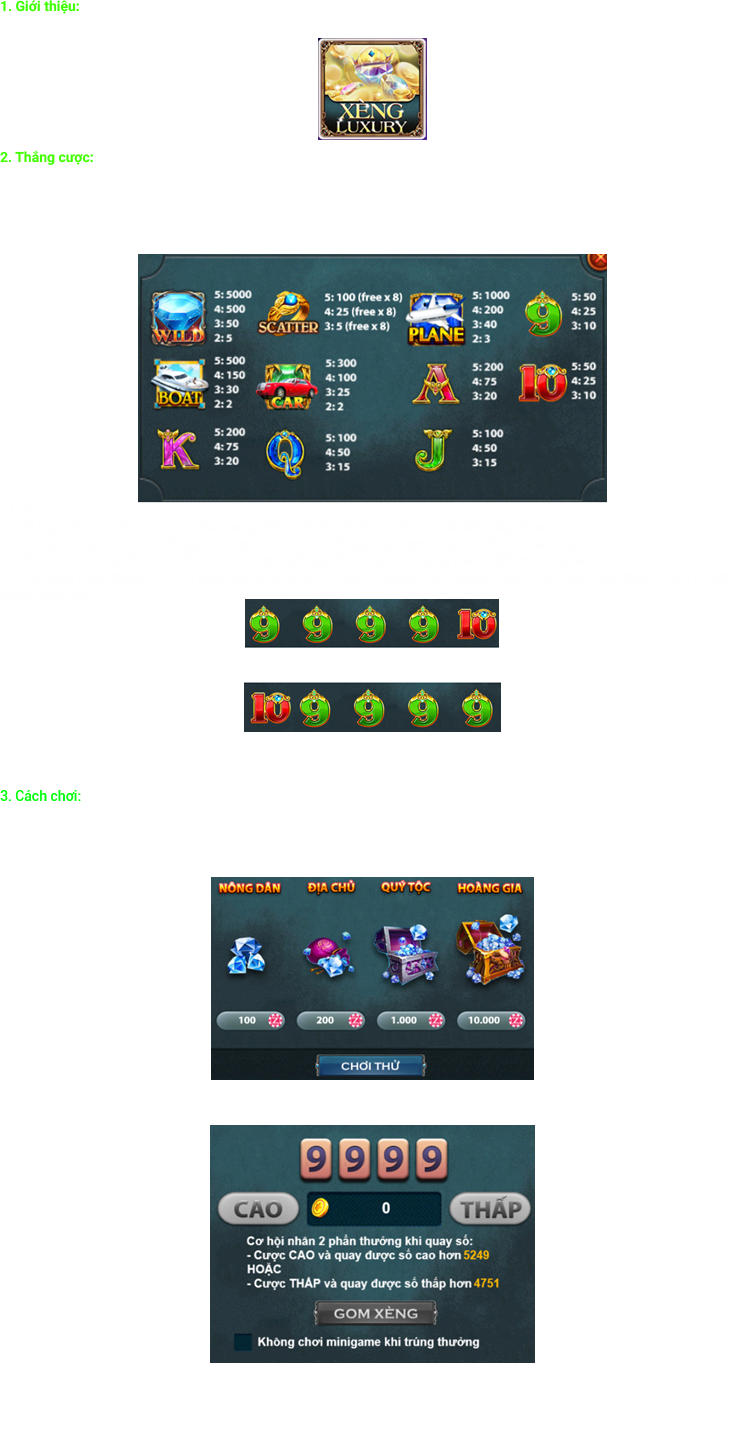 1. Giới thiệu:
XÈNG
LUXURY
2. Thắng cược:
WILD
5: 5000
4: 500
3: 50
2: 5
SCATTER
5: 100 (free x 8)
4: 25 (free x 8)
3: 5 (free x 8)
PLANE
5: 1000
4: 200
3: 40
2: 3
9
5: 50
4: 25
3: 10
BOAT
5: 500
4: 150
3: 30
2: 2
CAR
5: 300
4: 100
3: 25
2: 2
A
5: 200
4: 75
3: 20
10
5: 50
4: 25
3: 10
K
5: 200
4: 75
3: 20
Q
5: 100
4: 50
3: 15
J
5: 100
4: 50
3: 15
9 9 9 9 10
10 9 9 9 9
3. Cách chơi:
NÔNG DÂN ĐỊA CHỦ QUÝ TỘC HOÀNG GIA
100 200 1.000 10.000
CHƠI THỬ
9 9 9 9
CAO 0 THẤP
Cơ hội nhân 2 phần thưởng khi quay số:
- Cược CAO và quay được số cao hơn 5249
HOẶC
- Cược THẤP và quay được số thấp hơn 4751
GOM XÈNG
Không chơi minigame khi trúng thưởng